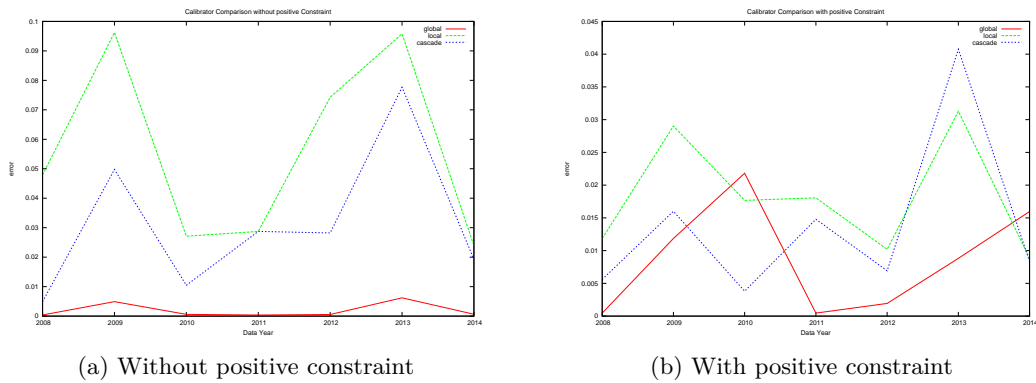 Calibrator Comparison without positive Constraint
global
local
cascade
0.1
0.09
0.08
0.07
0.06
0.05
0.04
0.03
0.02
0.01
0
error
2008 2009 2010 2011 2012 2013 2014
Data Year
(a) Without positive constraint
Calibrator Comparison with positive Constraint
global
local
cascade
0.045
0.04
0.035
0.03
0.025
0.02
0.015
0.01
0.005
0
error
2008 2009 2010 2011 2012 2013 2014
Data Year
(b) With positive constraint